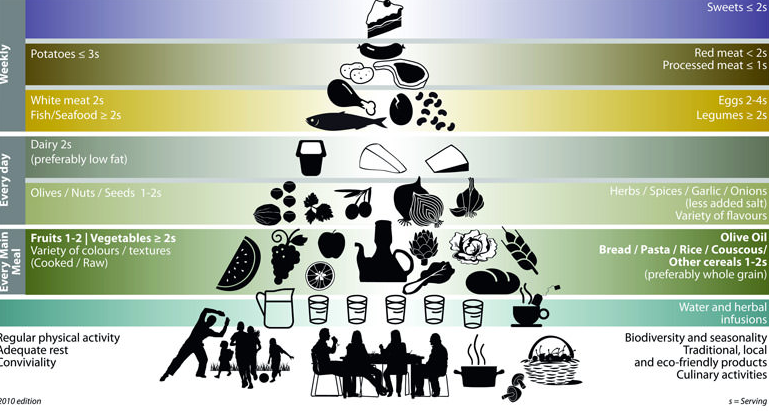 Weekly
Sweets ≤ 2s
Potatoes ≤ 3s
Red meat < 2s
Processed meat ≤ 1s
White meat 2s
Fish/Seafood ≥ 2s
Eggs 2-4s
Legumes ≥ 2s
Every day
Dairy 2s
(preferably low fat)
Olives / Nuts / Seeds 1-2s
Herbs / Spices / Garlic / Onions
(less added salt)
Variety of flavours
Every Main
Meal
Fruits 1-2 | Vegetables ≥ 2s
Variety of colours / textures
(Cooked / Raw)
Olive Oil
Bread / Pasta / Rice / Couscous/
Other cereals 1-2s
(preferably whole grain)
Water and herbal
infusions
Regular physical activity
Adequate rest
Conviviality
Biodiversity and seasonality
Traditional, local
and eco-friendly products
Culinary activities
2010 edition
s = Serving